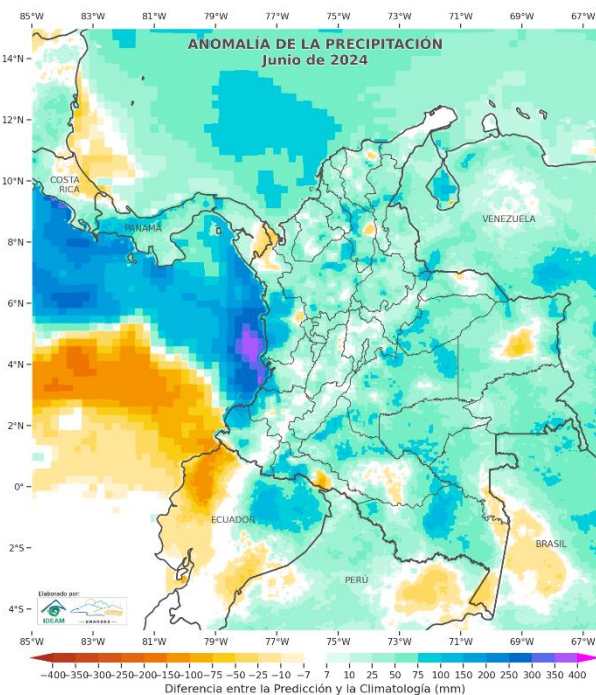 ANOMALÍA DE LA PRECIPITACIÓN
Junio de 2024
14°N
12°N
10°N
8°N
6°N
4°N
2°N
0°
2°S
4°S
COSTA
RICA
PANAMÁ
VENEZUELA
ECUADOR
PERÚ
BRASIL
Elaborado por:
IDEAM
ENANDES
85°W 83°W 81°W 79°W 77°W 75°W 73°W 71°W 69°W 67°W
−400 −350 −300 −250 −200 −150 −100 −75 −50 −25 −10 −7 7 10 25 50 75 100 150 200 250 300 350 400
Diferencia entre la Predicción y la Climatología (mm)